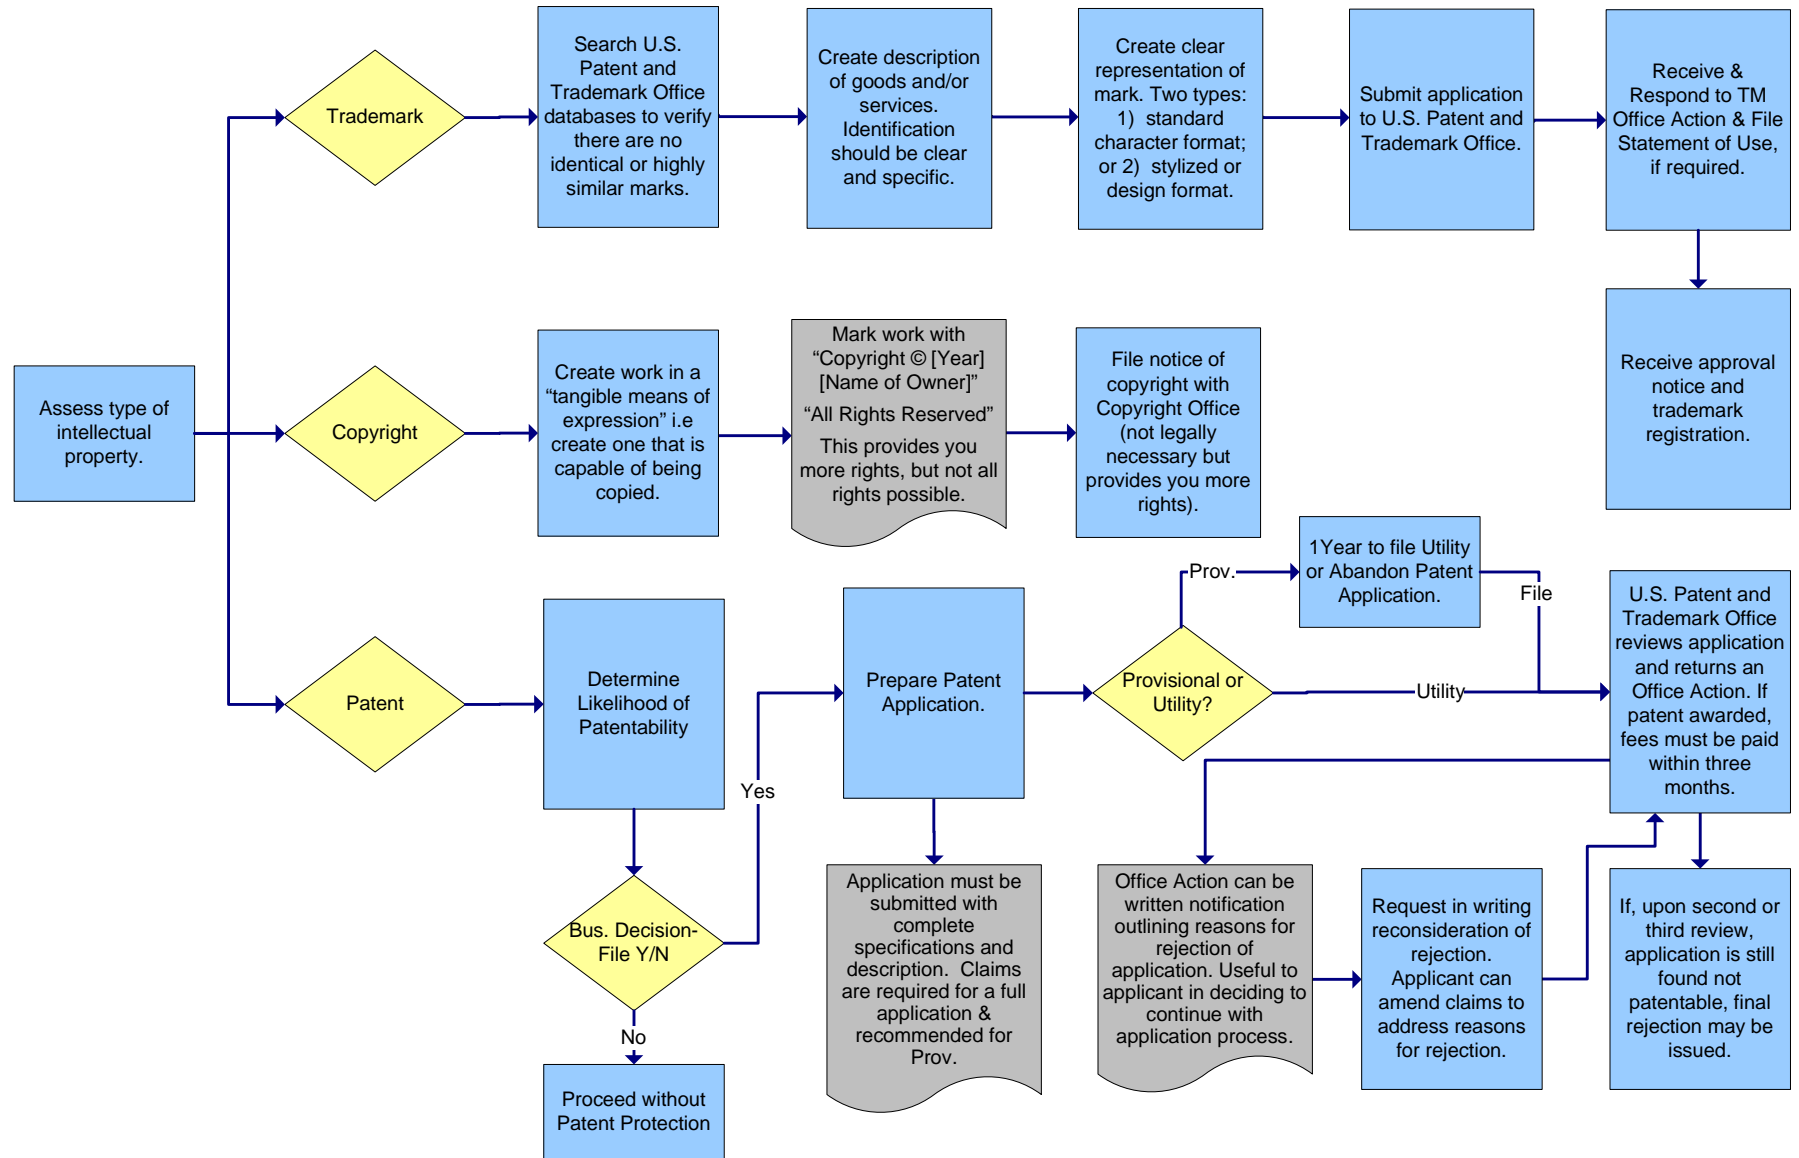 Trademark
Search U.S.
Patent and
Trademark Office
databases to verify
there are no
identical or highly
similar marks.
Create description
of goods and/or
services.
Identification
should be clear
and specific.
Create clear
representation of
mark. Two types:
1) standard
character format;
or 2) stylized or
design format.
Submit application
to U.S. Patent and
Trademark Office.
Receive &
Respond to TM
Office Action & File
Statement of Use,
if required.
Receive approval
notice and
trademark
registration.
Assess type of
intellectual
property.
Copyright
Create work in a
“tangible means of
expression” i.e
create one that is
capable of being
copied.
Mark work with
“Copyright © [Year]
[Name of Owner]”
“All Rights Reserved”
This provides you
more rights, but not all
rights possible.
File notice of
copyright with
Copyright Office
(not legally
necessary but
provides you more
rights).
Patent
Determine
Likelihood of
Patentability
Bus. Decision-
File Y/N
Yes
No
Proceed without
Patent Protection
Prepare Patent
Application.
Application must be
submitted with
complete
specifications and
description. Claims
are required for a full
application &
recommended for
Prov.
Provisional or
Utility?
Prov.
1Year to file Utility
or Abandon Patent
Application.
File
Utility
U.S. Patent and
Trademark Office
reviews application
and returns an
Office Action. If
patent awarded,
fees must be paid
within three
months.
Office Action can be
written notification
outlining reasons for
rejection of
application. Useful to
applicant in deciding to
continue with
application process.
Request in writing
reconsideration of
rejection.
Applicant can
amend claims to
address reasons
for rejection.
If, upon second or
third review,
application is still
found not
patentable, final
rejection may be
issued.